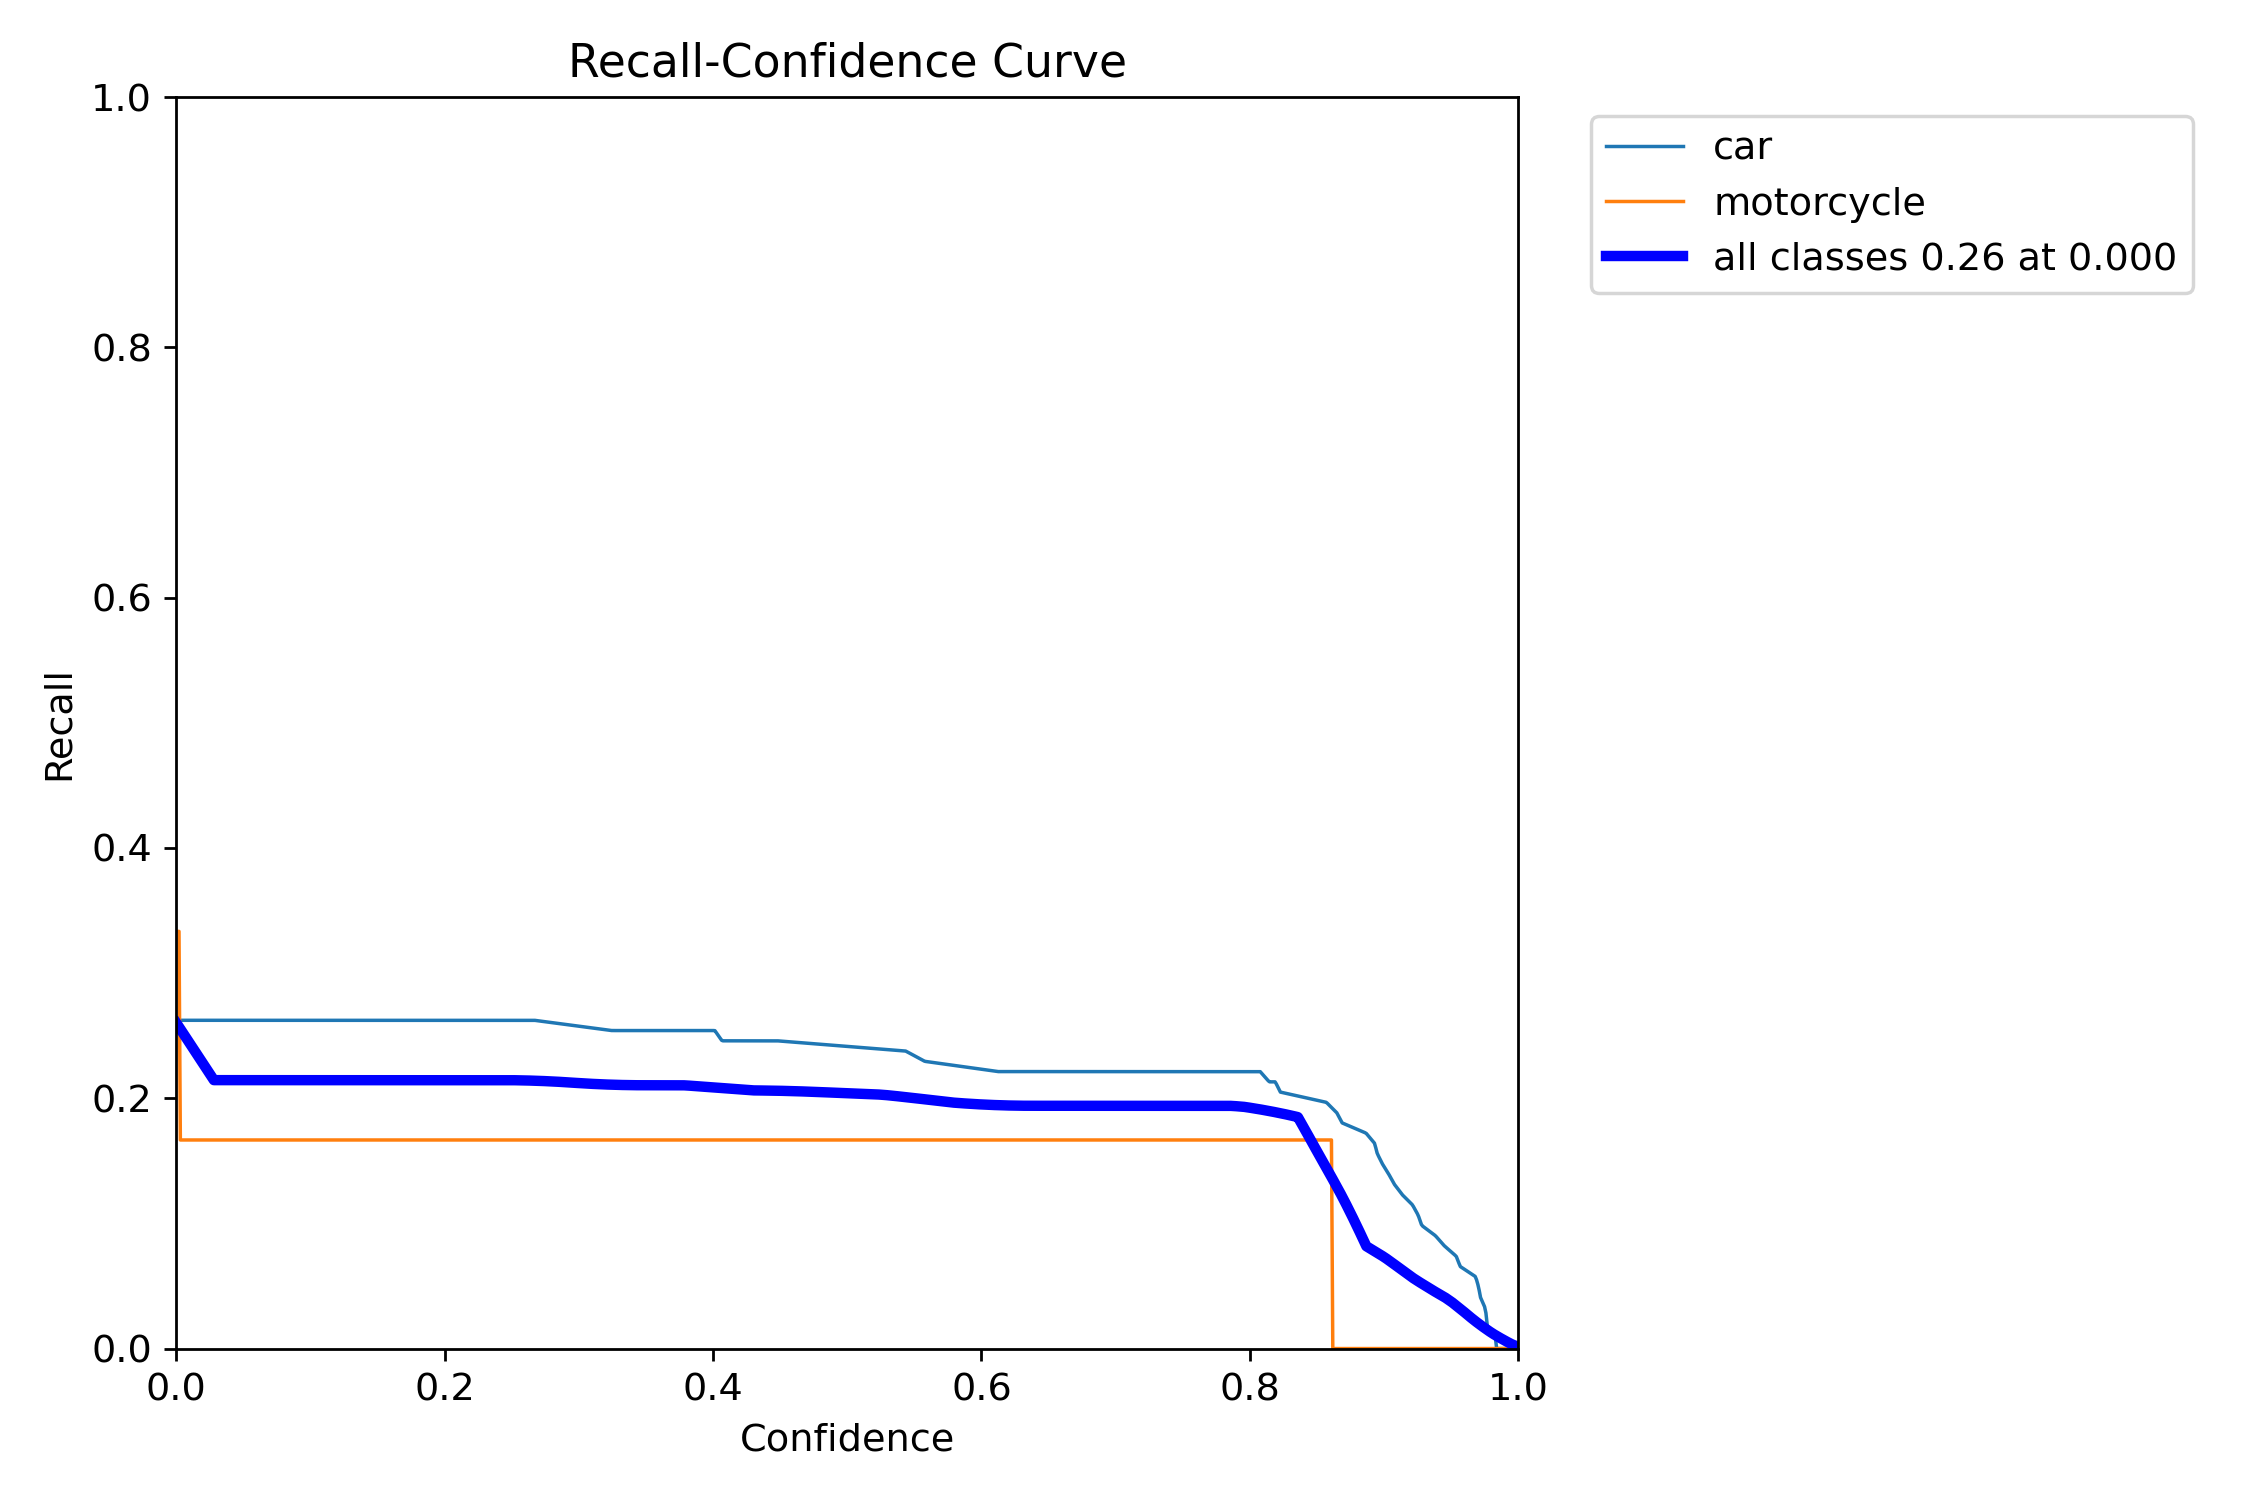 Recall-Confidence Curve
1.0
0.8
0.6
0.4
0.2
0.0
Recall
0.0 0.2 0.4 0.6 0.8 1.0
Confidence
car
motorcycle
all classes 0.26 at 0.000